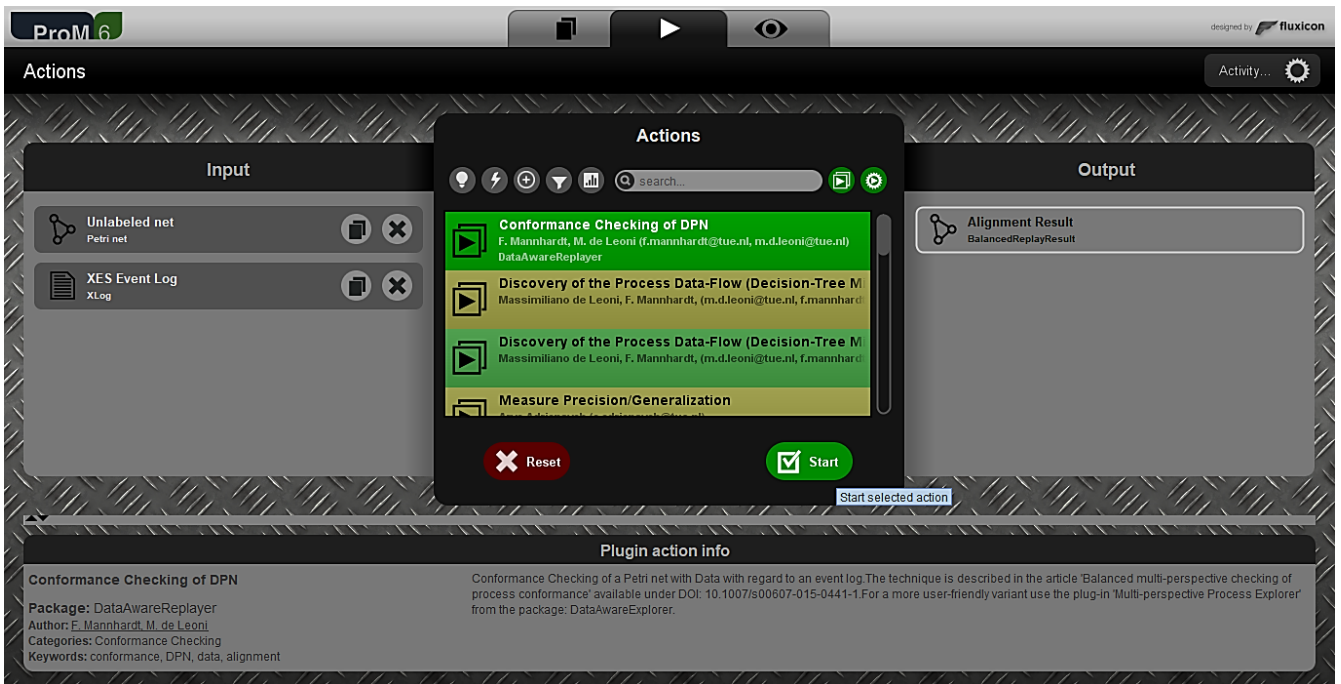 ProM 6
designed by fluxicon
Actions
Activity...
Input
Unlabeled net
Petri net
XES Event Log
XLog
Actions
search...
Conformance Checking of DPN
F. Mannhardt, M. de Leoni (f.mannhardt@tue.nl, m.d.leoni@tue.nl)
DataAwareReplayer
Discovery of the Process Data-Flow (Decision-Tree Mi
Massimiliano de Leoni, F. Mannhardt, (m.d.leoni@tue.nl, f.mannhardt
Discovery of the Process Data-Flow (Decision-Tree Mi
Massimiliano de Leoni, F. Mannhardt, (m.d.leoni@tue.nl, f.mannhardt
Measure Precision/Generalization
Reset
Start
Start selected action
Output
Alignment Result
BalancedReplayResult
Plugin action info
Conformance Checking of DPN
Package: DataAwareReplayer
Author: F. Mannhardt, M. de Leoni
Categories: Conformance Checking
Keywords: conformance, DPN, data, alignment
Conformance Checking of a Petri net with Data with regard to an event log.The technique is described in the article 'Balanced multi-perspective checking of
process conformance' available under DOI: 10.1007/s00607-015-0441-1.For a more user-friendly variant use the plug-in 'Multi-perspective Process Explorer'
from the package: DataAwareExplorer.